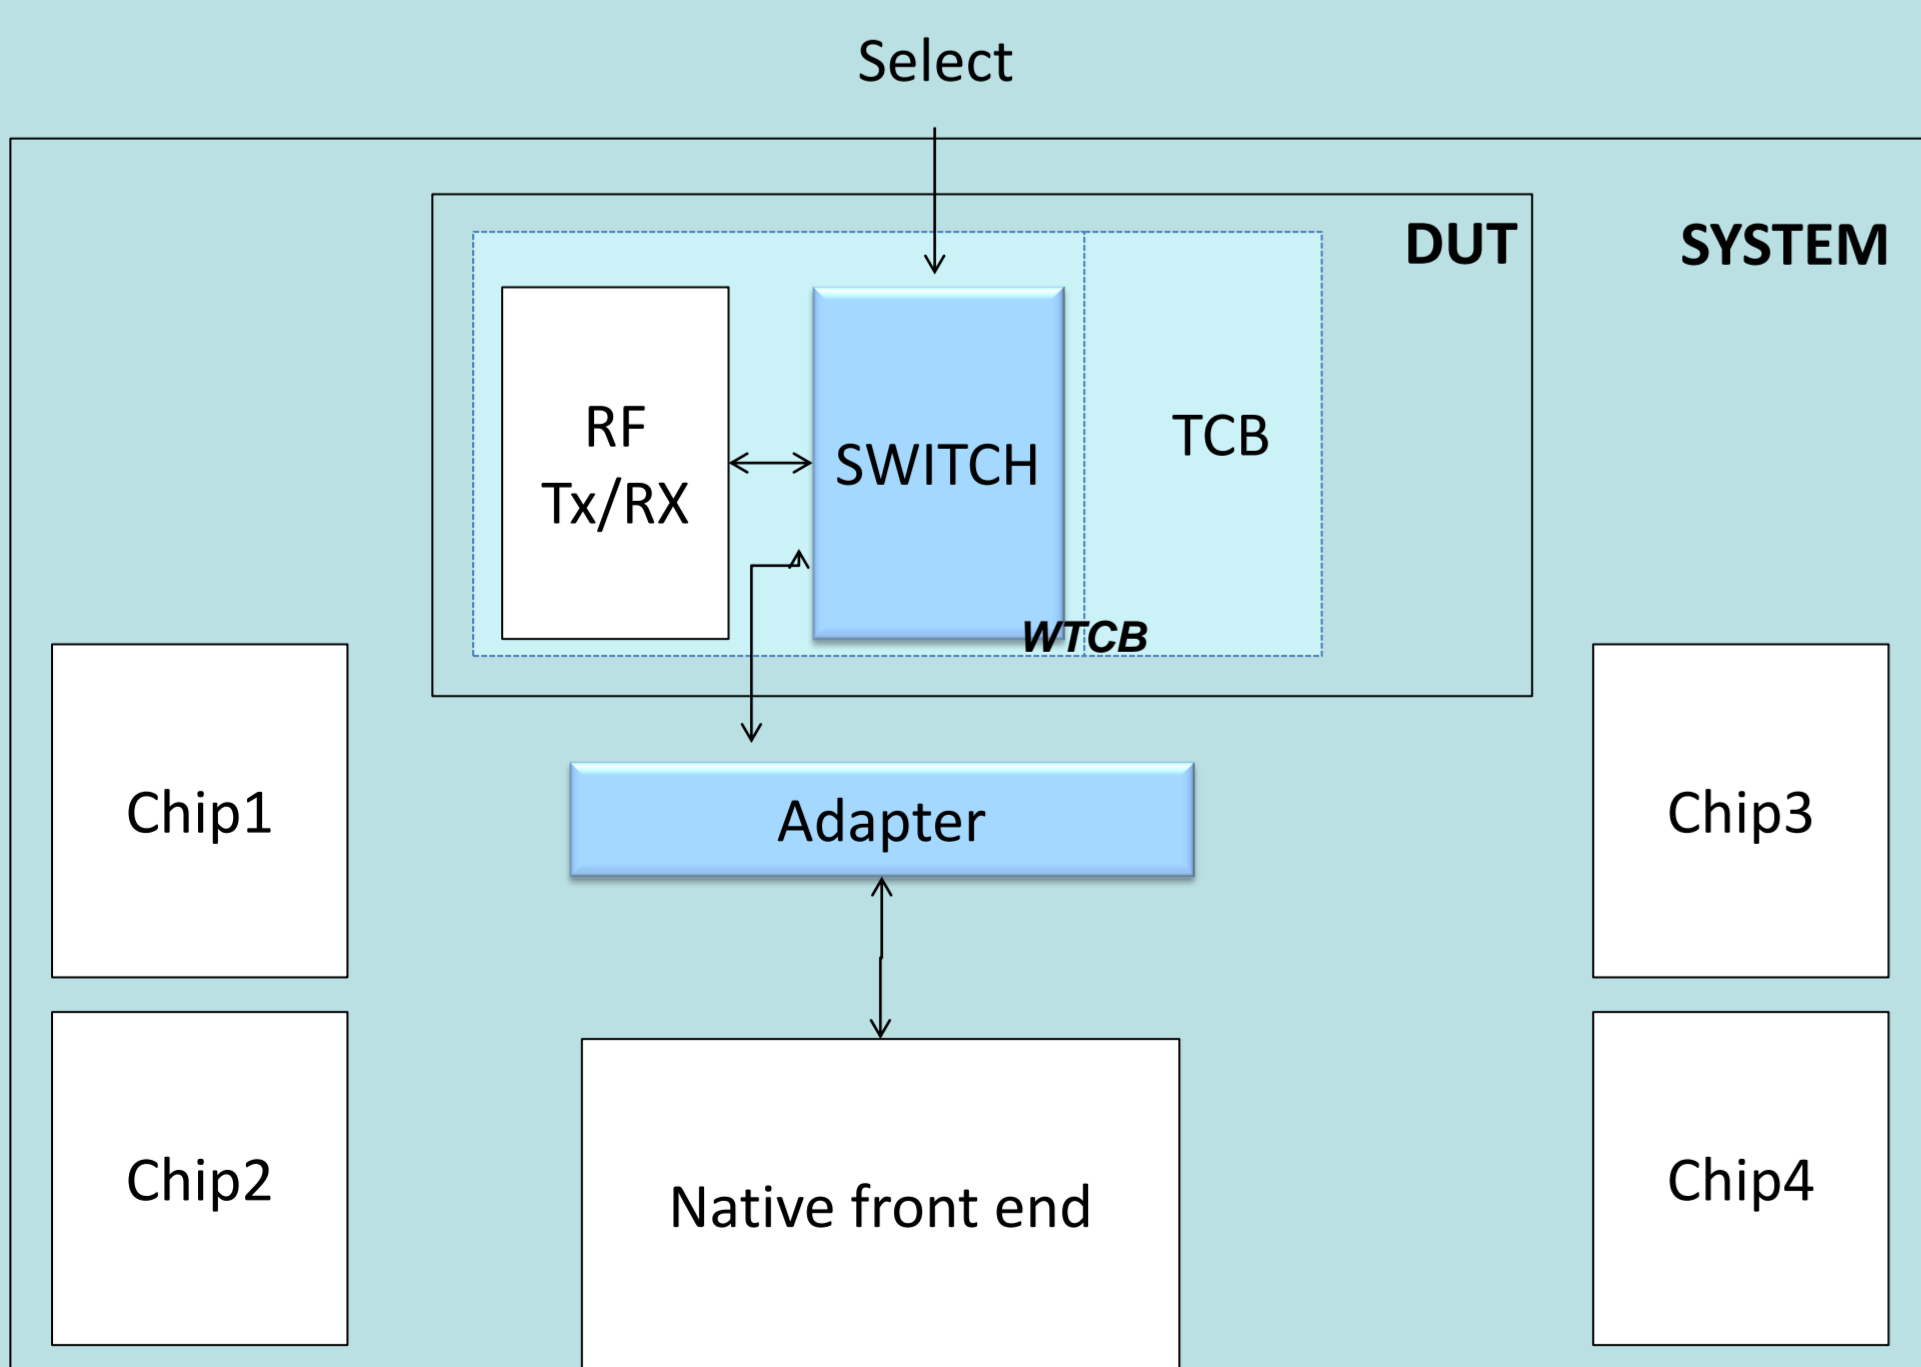 Select
DUT
SYSTEM
RF
Tx/RX
SWITCH
TCB
WTCB
Chip1
Adapter
Chip3
Chip2
Native front end
Chip4